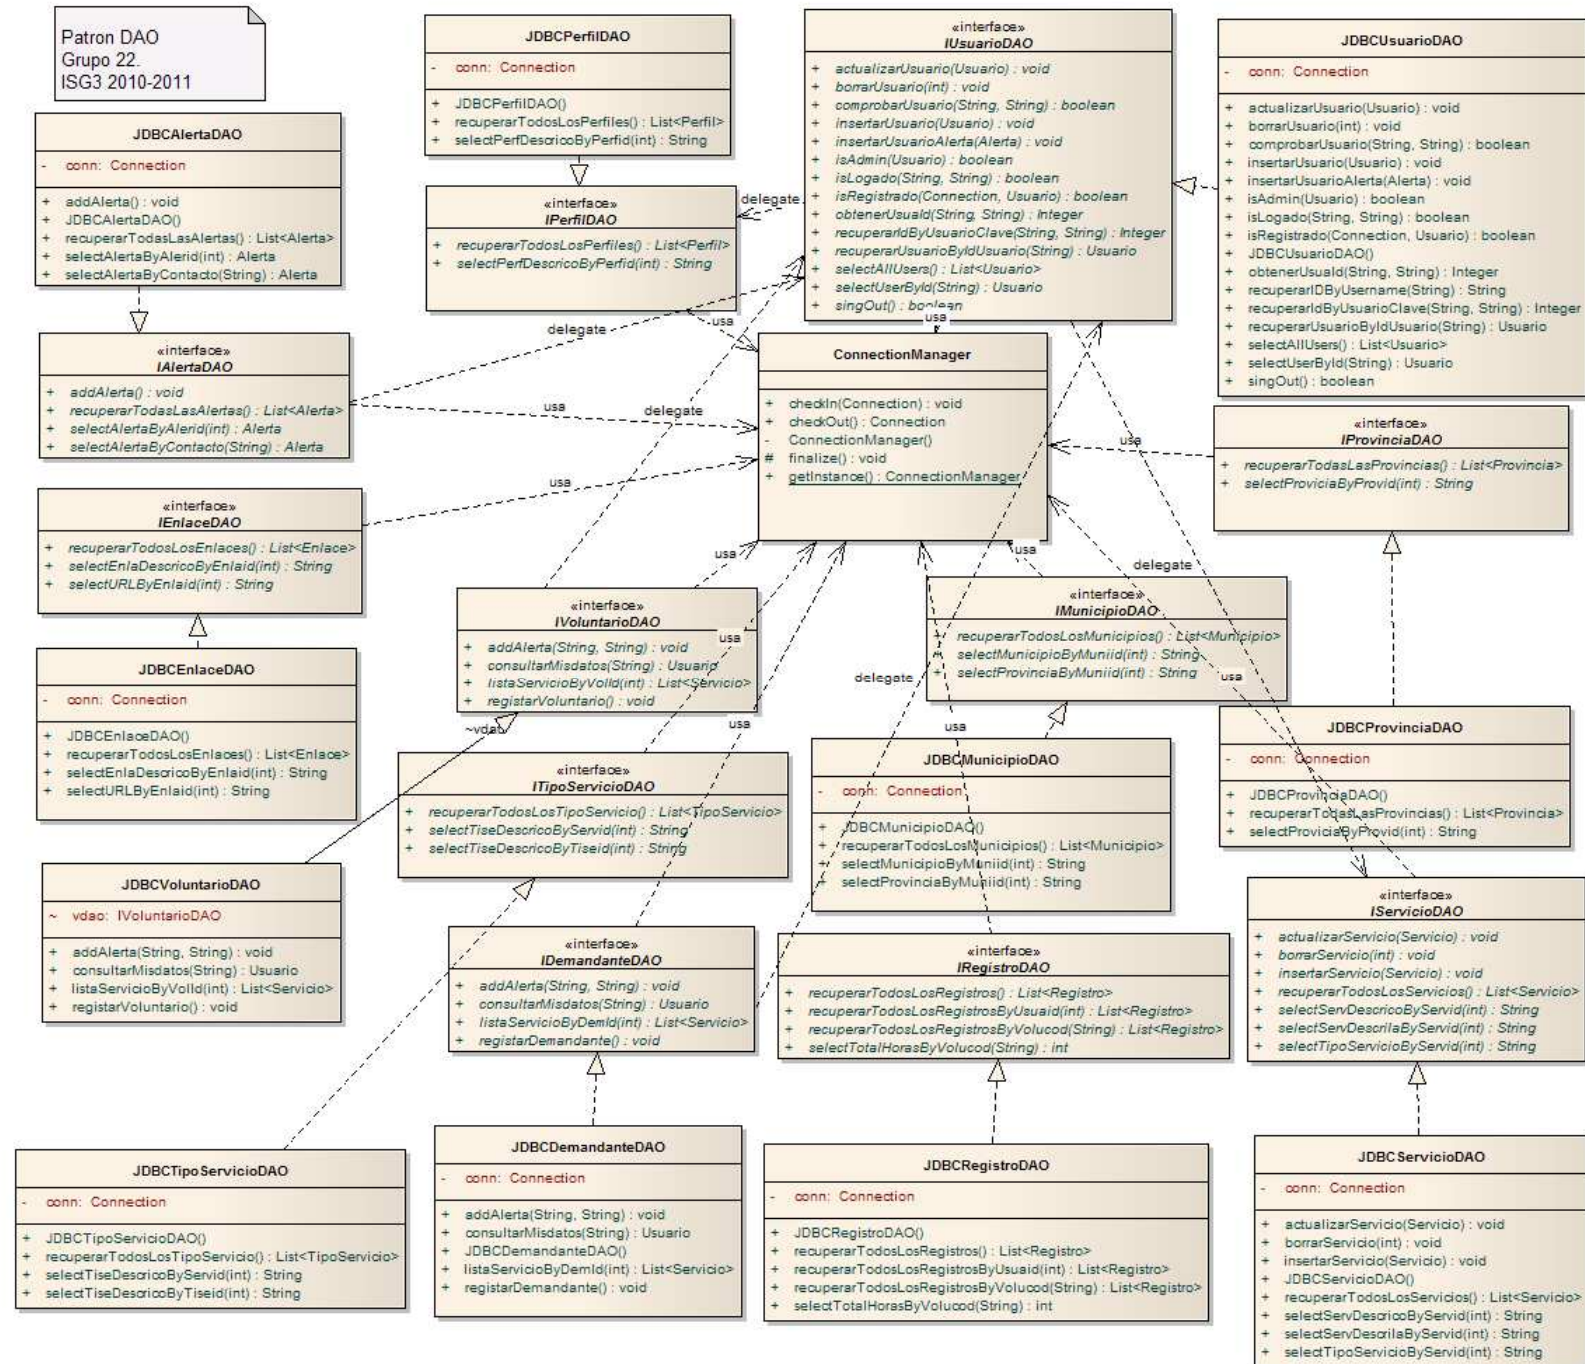 Patron DAO
Grupo 22.
ISG3 2010-2011
JDBCPerfilDAO
- conn: Connection
+ JDBCPerfilDAO()
+ recuperarTodosLosPerfiles() : List<Perfil>
+ selectPerfDescricoByPerfid(int) : String
«interface»
IUsuarioDAO
+ actualizarUsuario(Usuario) : void
+ borrarUsuario(int) : void
+ comprobarUsuario(String, String) : boolean
+ insertarUsuario(Usuario) : void
+ insertarUsuarioAlerta(Alerta) : void
+ isAdmin(Usuario) : boolean
+ isLogado(String, String) : boolean
+ isRegistrado(Connection, Usuario) : boolean
+ obtenerUsuaId(String, String) : Integer
+ recuperarIdByUsuarioClave(String, String) : Integer
+ recuperarUsuarioByIdUsuario(String) : Usuario
+ selectAllUsers() : List<Usuario>
+ selectUserById(String) : Usuario
+ singOut() : boolean
JDBCUsuarioDAO
- conn: Connection
+ actualizarUsuario(Usuario) : void
+ borrarUsuario(int) : void
+ comprobarUsuario(String, String) : boolean
+ insertarUsuario(Usuario) : void
+ insertarUsuarioAlerta(Alerta) : void
+ isAdmin(Usuario) : boolean
+ isLogado(String, String) : boolean
+ isRegistrado(Connection, Usuario) : boolean
+ JDBCUsuarioDAO()
+ obtenerUsuaId(String, String) : Integer
+ recuperarIDByUsername(String) : String
+ recuperarIdByUsuarioClave(String, String) : Integer
+ recuperarUsuarioByIdUsuario(String) : Usuario
+ selectAllUsers() : List<Usuario>
+ selectUserById(String) : Usuario
+ singOut() : boolean
JDBCAlertaDAO
- conn: Connection
+ addAlerta() : void
+ JDBCAlertaDAO()
+ recuperarTodasLasAlertas() : List<Alerta>
+ selectAlertaByAlerid(int) : Alerta
+ selectAlertaByContacto(String) : Alerta
«interface»
IPerfilDAO
+ recuperarTodosLosPerfiles() : List<Perfil>
+ selectPerfDescricoByPerfid(int) : String
delegate
usa
usa
delegate
«interface»
IAlertaDAO
+ addAlerta() : void
+ recuperarTodasLasAlertas() : List<Alerta>
+ selectAlertaByAlerid(int) : Alerta
+ selectAlertaByContacto(String) : Alerta
usa
delegate
ConnectionManager
+ checkIn(Connection) : void
+ checkOut() : Connection
- ConnectionManager()
# finalize() : void
+ getInstance() : ConnectionManager
usa
«interface»
IProvinciaDAO
+ recuperarTodasLasProvincias() : List<Provincia>
+ selectProviciaByProvid(int) : String
«interface»
IEnlaceDAO
+ recuperarTodosLosEnlaces() : List<Enlace>
+ selectEnlaDescricoByEnlaid(int) : String
+ selectURLByEnlaid(int) : String
usa
usa
usa
delegate
«interface»
IVoluntarioDAO
+ addAlerta(String, String) : void
+ consultarMisdatos(String) : Usuario
+ listaServicioByVolId(int) : List<Servicio>
+ registarVoluntario() : void
usa
«interface»
IMunicipioDAO
+ recuperarTodosLosMunicipios() : List<Municipio>
+ selectMunicipioByMuniid(int) : String
+ selectProvinciaByMuniid(int) : String
usa
delegate
JDBCEnlaceDAO
- conn: Connection
+ JDBCEnlaceDAO()
+ recuperarTodosLosEnlaces() : List<Enlace>
+ selectEnlaDescricoByEnlaid(int) : String
+ selectURLByEnlaid(int) : String
~vdao
usa
usa
«interface»
ITipoServicioDAO
+ recuperarTodosLosTipoServicio() : List<TipoServicio>
+ selectTiseDescricoByServid(int) : String
+ selectTiseDescricoByTiseid(int) : String
JDBCMunicipioDAO
- conn: Connection
+ JDBCMunicipioDAO()
+ recuperarTodosLosMunicipios() : List<Municipio>
+ selectMunicipioByMuniid(int) : String
+ selectProvinciaByMuniid(int) : String
JDBCProvinciaDAO
- conn: Connection
+ JDBCProvinciaDAO()
+ recuperarTodasLasProvincias() : List<Provincia>
+ selectProviciaByProvid(int) : String
JDBCVoluntarioDAO
~ vdao: IVoluntarioDAO
+ addAlerta(String, String) : void
+ consultarMisdatos(String) : Usuario
+ listaServicioByVolId(int) : List<Servicio>
+ registarVoluntario() : void
«interface»
IDemandanteDAO
+ addAlerta(String, String) : void
+ consultarMisdatos(String) : Usuario
+ listaServicioByDemId(int) : List<Servicio>
+ registarDemandante() : void
«interface»
IRegistroDAO
+ recuperarTodosLosRegistros() : List<Registro>
+ recuperarTodosLosRegistrosByUsuaid(int) : List<Registro>
+ recuperarTodosLosRegistrosByVolucod(String) : List<Registro>
+ selectTotalHorasByVolucod(String) : int
«interface»
IServicioDAO
+ actualizarServicio(Servicio) : void
+ borrarServicio(int) : void
+ insertarServicio(Servicio) : void
+ recuperarTodosLosServicios() : List<Servicio>
+ selectServDescricoByServid(int) : String
+ selectServDescrilaByServid(int) : String
+ selectTipoServicioByServid(int) : String
JDBCTipoServicioDAO
- conn: Connection
+ JDBCTipoServicioDAO()
+ recuperarTodosLosTipoServicio() : List<TipoServicio>
+ selectTiseDescricoByServid(int) : String
+ selectTiseDescricoByTiseid(int) : String
JDBCDemandanteDAO
- conn: Connection
+ addAlerta(String, String) : void
+ consultarMisdatos(String) : Usuario
+ JDBCDemandanteDAO()
+ listaServicioByDemId(int) : List<Servicio>
+ registarDemandante() : void
JDBCRegistroDAO
- conn: Connection
+ JDBCRegistroDAO()
+ recuperarTodosLosRegistros() : List<Registro>
+ recuperarTodosLosRegistrosByUsuaid(int) : List<Registro>
+ recuperarTodosLosRegistrosByVolucod(String) : List<Registro>
+ selectTotalHorasByVolucod(String) : int
JDBCServicioDAO
- conn: Connection
+ actualizarServicio(Servicio) : void
+ borrarServicio(int) : void
+ insertarServicio(Servicio) : void
+ JDBCServicioDAO()
+ recuperarTodosLosServicios() : List<Servicio>
+ selectServDescricoByServid(int) : String
+ selectServDescrilaByServid(int) : String
+ selectTipoServicioByServid(int) : String